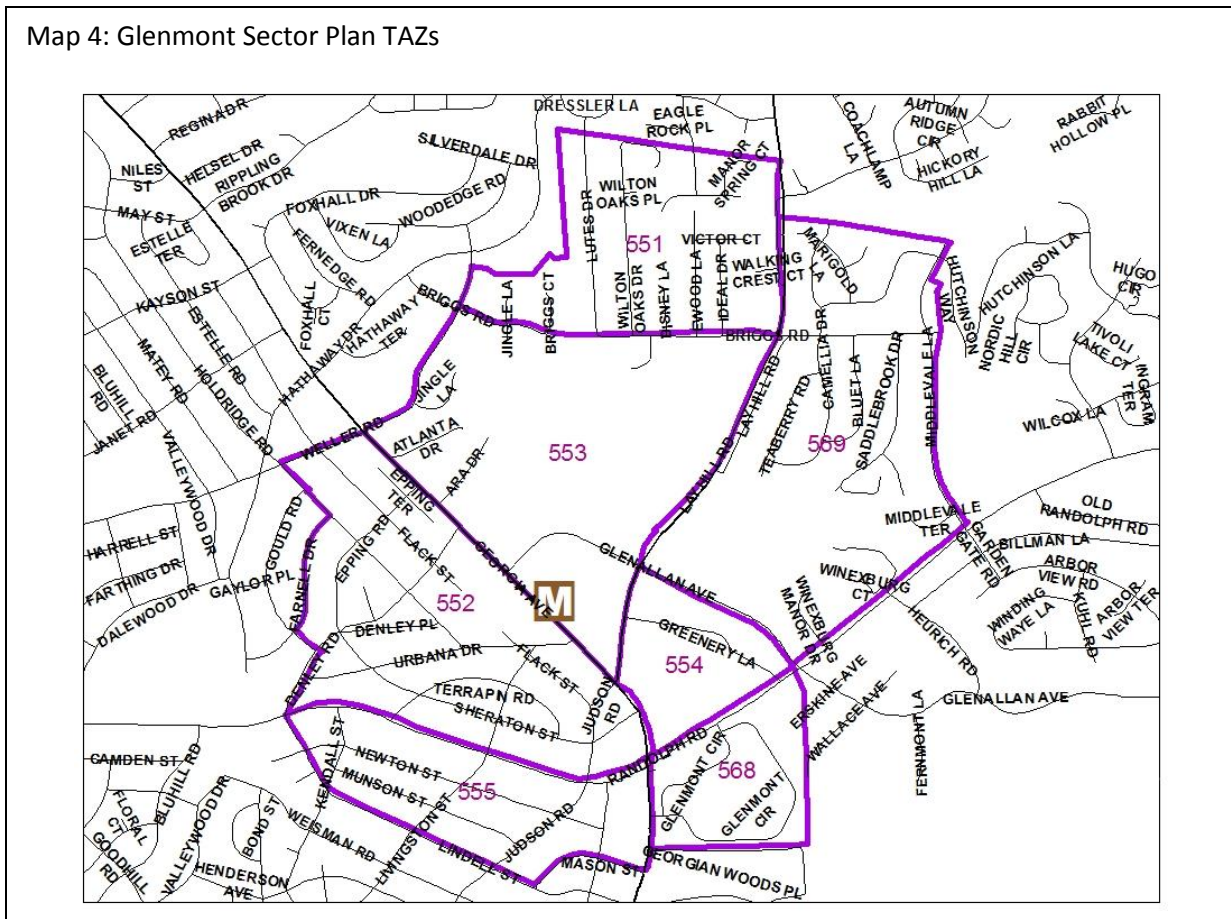 Map 4: Glenmont Sector Plan TAZs
DRESSLER LA
REGINA DR
EAGLE
ROCK PL
COACHLAMP
LA
AUTUMN
RIDGE
CIR
RABBIT
HOLLOW PL
SILVERDALE DR
HELSEL DR
NILES
ST
RIPPLING
BROOK DR
MANOR
SPRING CT
HICKORY
HILL LA
FOXHALL DR
WOODEDGE RD
WILTON
OAKS PL
LUTES DR
MAY ST
VIXEN LA
ESTELLE
TER
551
VICTOR CT
MARIGOLD
LA
FERNEDGE RD
WALKING
CREST CT
HUTCHINSON LA
HUGO
CIR
HUTCHINSON
WAY
KAYSON ST
HATHAWAY
TER
BRIGGS RD
JINGLE LA
BRIGGS CT
WILTON
OAKS DR
DISNEY LA
EWOOD LA
IDEAL DR
BRIGGS RD
FOXHALL
CT
ESTELLE RD
HATHAWAY DR
NORDIC
HILL
CIR
TIVOLI
LAKE CT
MATEY RD
HOLDRIDGE RD
CAMELLIA DR
BLUET LA
SADDLEBROOK DR
MIDDLEVALE LA
BLUHILL
RD
JINGLE
LA
LAYHILL RD
TEABERRY RD
INGRAM
TER
JANET RD
VALLEYWOOD DR
WELLER RD
ATLANTA
DR
WILCOX LA
553
569
ARA DR
EPPING
TER
LAYHILL RD
GOULD RD
MIDDLEVALE
TER
OLD
RANDOLPH RD
HARRELL ST
EPPING RD
FLACK ST
GARDEN
GATE RD
SILLMAN LA
FARTHING DR
GAYLOR PL
FARNELL DR
GEORGIA AVE
GLENALLAN AVE
WINEXBURG
CT
ARBOR
VIEW RD
DALEWOOD DR
552
M
WINEXBURG
MANOR DR
WINDING
WAYE LA
KUHL RD
ARBOR
VIEW TER
DENLEY PL
GREENERY LA
HEURICH RD
URBANA DR
FLACK ST
554
DENLEY RD
TERRAPIN RD
JUDSON
RD
ERSKINE AVE
WALLACE AVE
FERNMONT LA
GLENALLAN AVE
SHERATON ST
CAMDEN ST
BLUHILL RD
KENDALL ST
NEWTON ST
RANDOLPH RD
GLENMONT CIR
568
MUNSON ST
555
FLORAL
CT
VALLEYWOOD DR
BOND ST
WEISMAN RD
LIVINGSTON ST
JUDSON RD
GLENMONT
CIR
GOODHILL
RD
HENDERSON
AVE
LINDELL ST
MASON ST
GEORGIAN WOODS PL